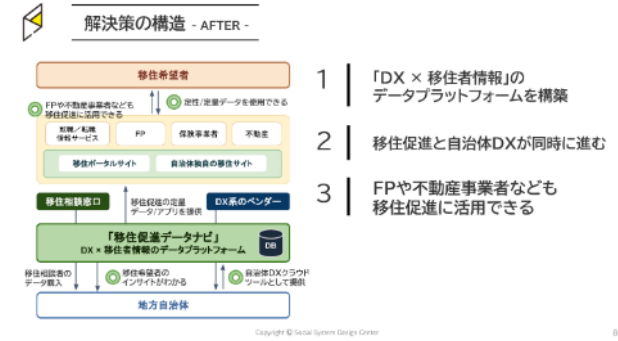 解決策の構造 - AFTER -
移住希望者
FPや不動産事業者なども
移住促進に活用できる
定性/定量データを使用できる
就職／転職
情報サービス
FP
保険事業者
不動産
移住ポータルサイト
自治体独自の移住サイト
移住相談窓口
移住促進の定量
データ/アプリを提供
DX系のベンダー
「移住促進データナビ」
DX × 移住者情報のデータプラットフォーム
DB
移住相談者の
データ購入
移住希望者の
インサイトがわかる
自治体DXクラウド
ツールとして提供
地方自治体
1
「DX × 移住者情報」の
データプラットフォームを構築
2
移住促進と自治体DXが同時に進む
3
FPや不動産事業者なども
移住促進に活用できる
Copyright © Social System Design Center
8